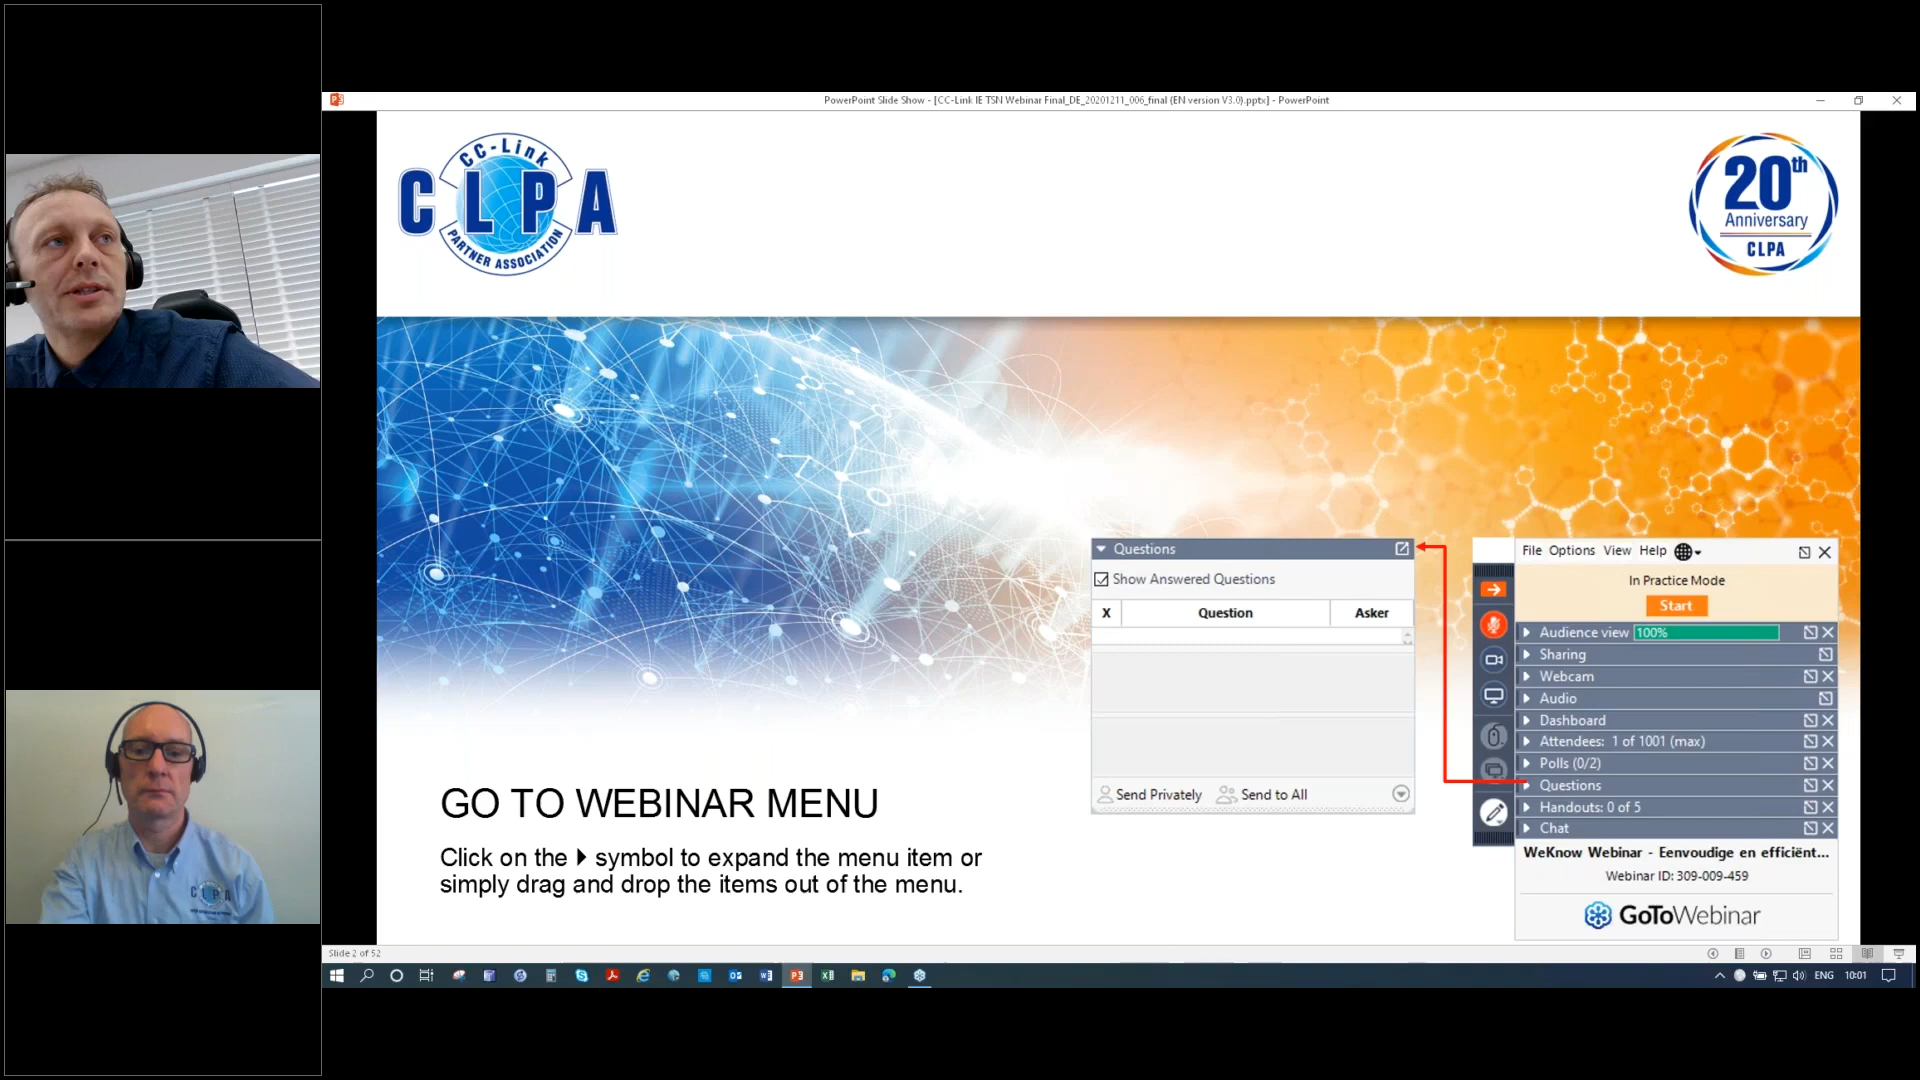 PowerPoint Slide Show - [CC-Link IE TSN Webinar Final_DE_20201211_006_final (EN version V3.0).pptx] - PowerPoint
CC-Link
CLPA
PARTNER ASSOCIATION
20th
Anniversary
CLPA
Questions
Show Answered Questions
X Question Asker
Send Privately Send to All
File Options View Help
In Practice Mode
Start
Audience view 100%
Sharing
Webcam
Audio
Dashboard
Attendees: 1 of 1001 (max)
Polls (0/2)
Questions
Handouts: 0 of 5
Chat
WeKnow Webinar - Eenvoudige en efficiënt...
Webinar ID: 309-009-459
GoToWebinar
GO TO WEBINAR MENU
Click on the symbol to expand the menu item or
simply drag and drop the items out of the menu.
CLPA
Slide 2 of 52
ENG 10:01